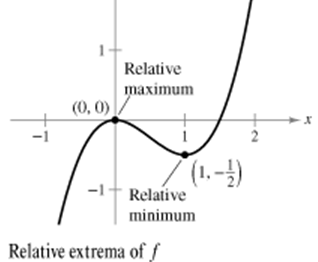 1
Relative
maximum
(0, 0)
x
−1
1
2
(1, −1/2)
−1
Relative
minimum
Relative extrema of f